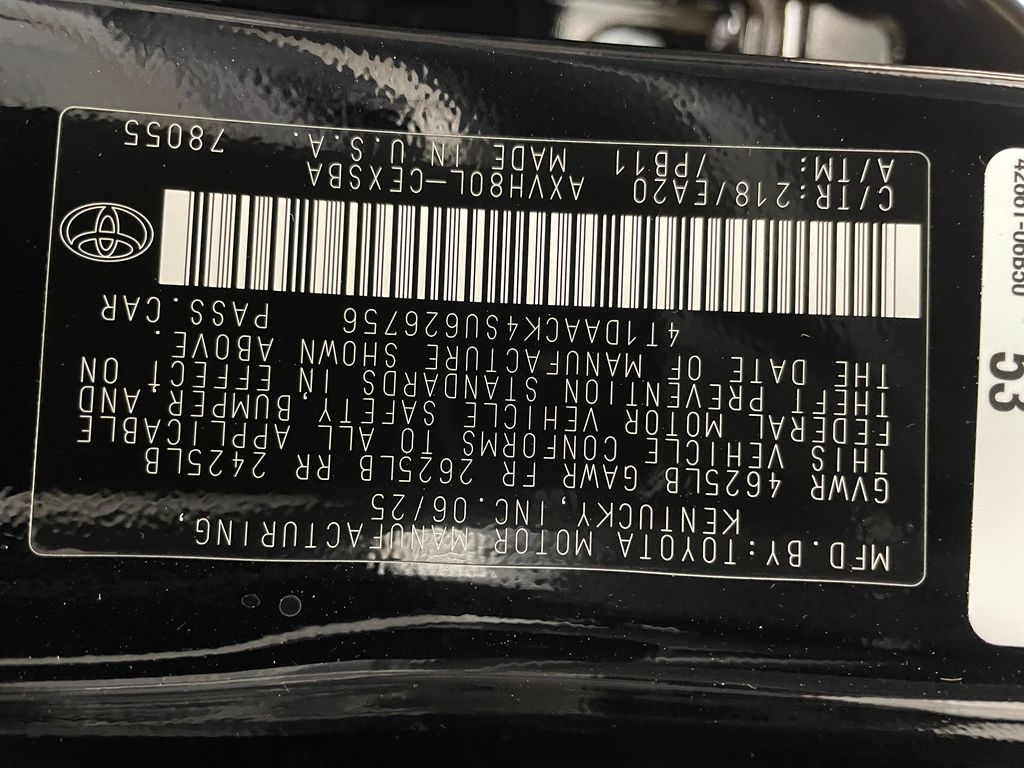 MFD.BY:TOYOTA MOTOR MANUFACTURING,
KENTUCKY,INC.06/25
GVWR 4625LB GAWR FR 2625LB RR 2425LB
THIS VEHICLE CONFORMS TO ALL APPLICABLE
FEDERAL MOTOR VEHICLE SAFETY,BUMPER,AND
THEFT PREVENTION STANDARDS IN EFFECT ON
THE DATE OF MANUFACTURE SHOWN ABOVE.
4T1DAACK4SU626756 PASS.CAR
C/TR:218/EA20 AXVH80L-CEXSBA
A/TM: /PB11 MADE IN U.S.A. 78055
53